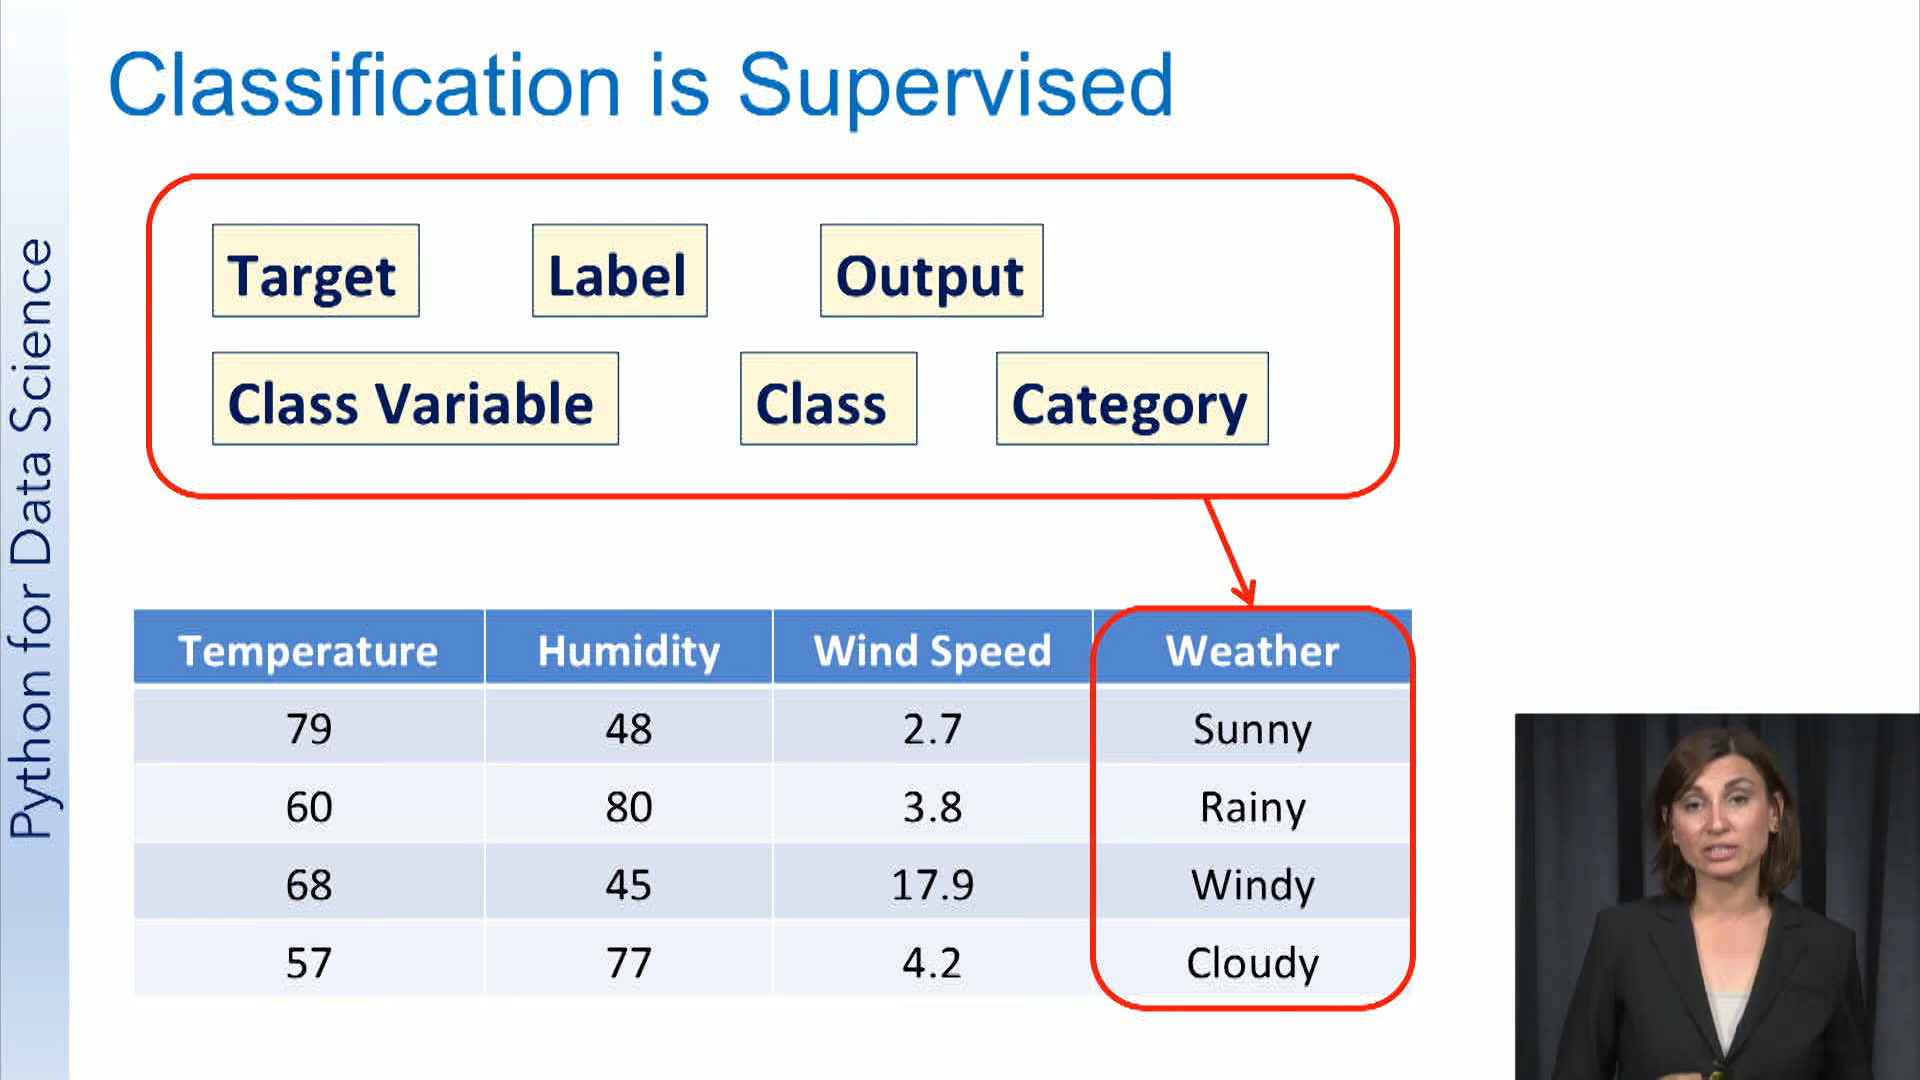 Classification is Supervised
Python for Data Science
Target Label Output
Class Variable Class Category
Temperature Humidity Wind Speed Weather
79 48 2.7 Sunny
60 80 3.8 Rainy
68 45 17.9 Windy
57 77 4.2 Cloudy